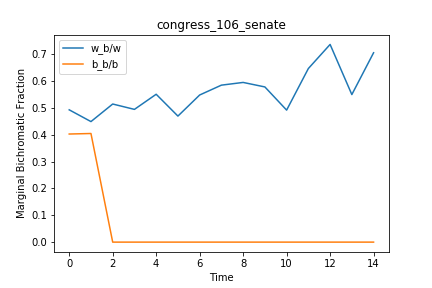 congress_106_senate
w_b/w
b_b/b
Marginal Bichromatic Fraction
0.7
0.6
0.5
0.4
0.3
0.2
0.1
0.0
0 2 4 6 8 10 12 14
Time